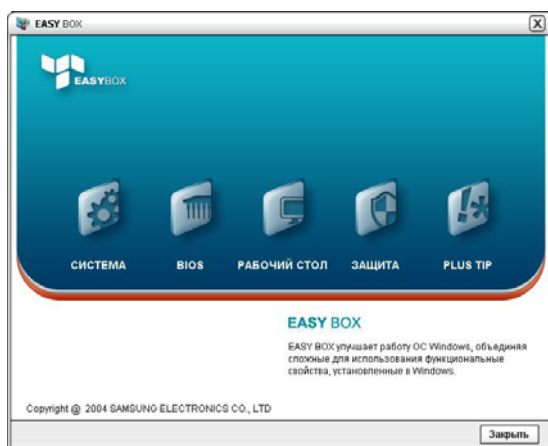 EASY BOX
EASYBOX
СИСТЕМА BIOS РАБОЧИЙ СТОЛ ЗАЩИТА PLUS TIP
EASY BOX
EASY BOX улучшает работу ОС Windows, объединяя
сложные для использования функциональные
свойства, установленные в Windows.
Copyright @ 2004 SAMSUNG ELECTRONICS CO., LTD
Закрыть